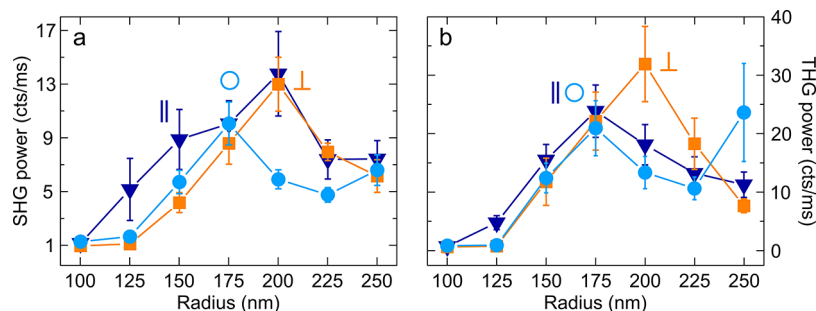 a
b
17
13
9
5
1
SHG power (cts/ms)
∥
○
⊥
100 125 150 175 200 225 250
Radius (nm)
∥ ○
⊥
40
30
20
10
0
THG power (cts/ms)
100 125 150 175 200 225 250
Radius (nm)